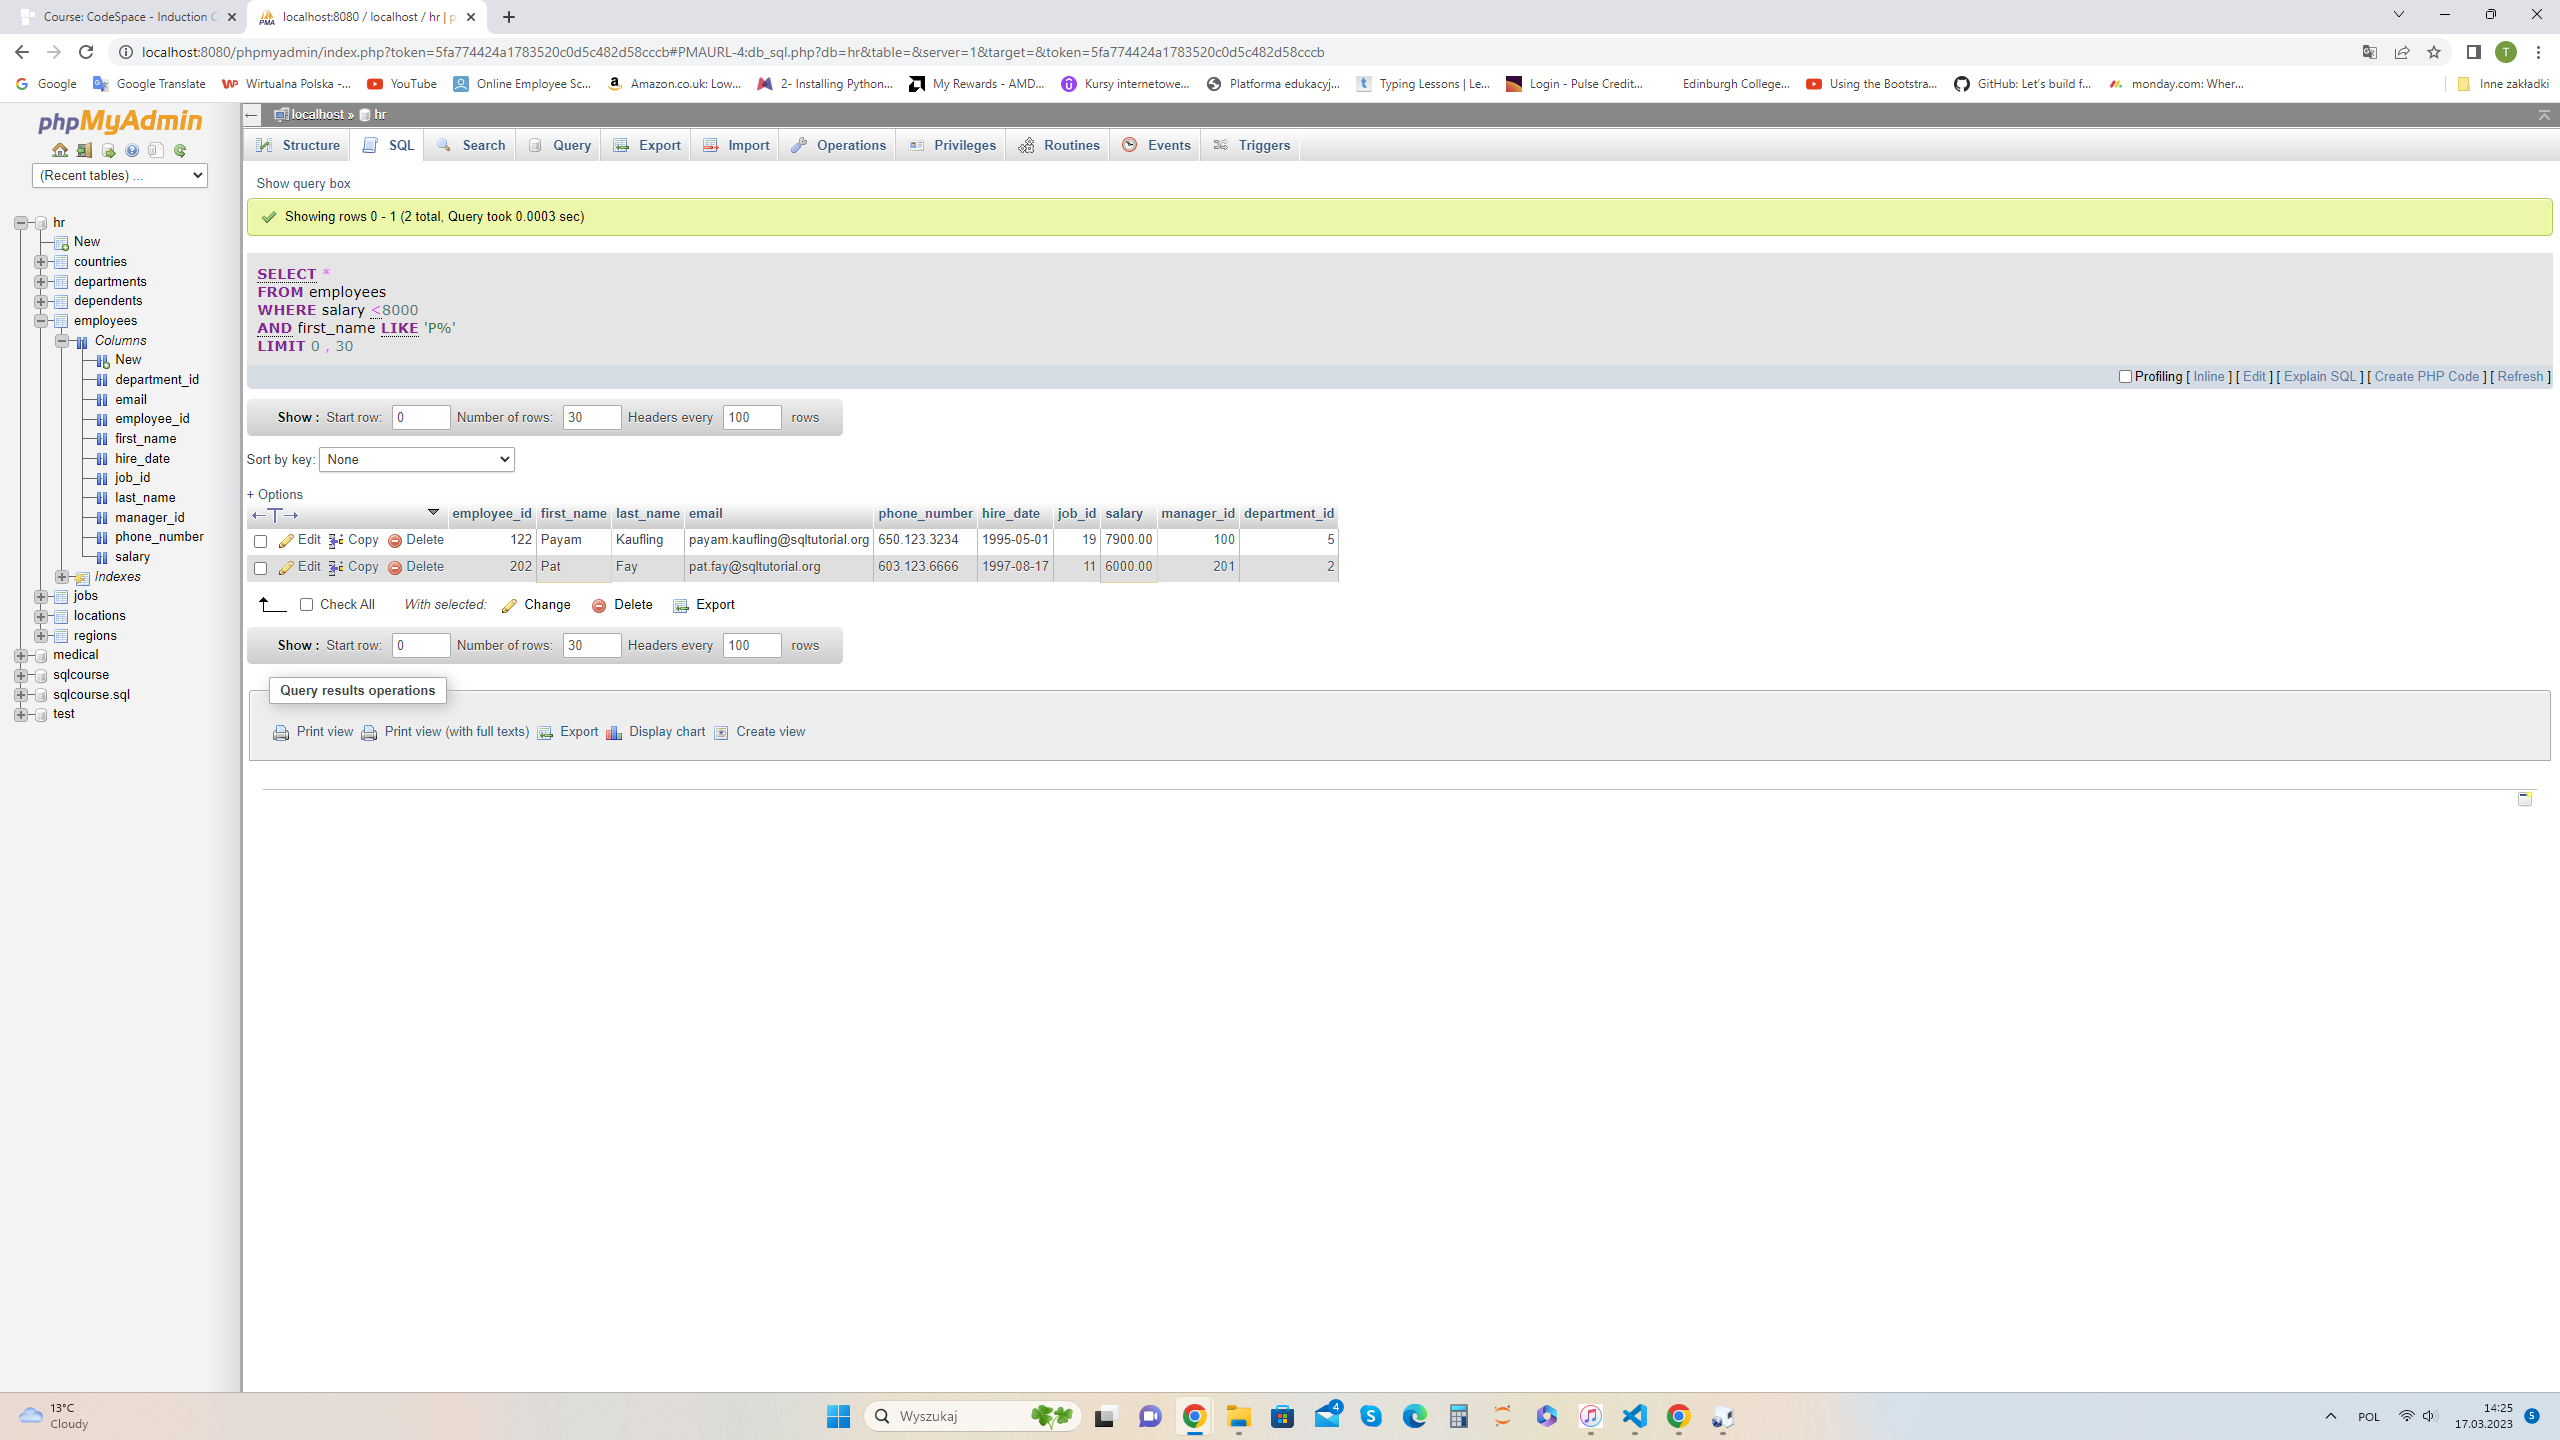 Course: CodeSpace - Induction C
localhost:8080 / localhost / hr | p
localhost:8080/phpmyadmin/index.php?token=5fa774424a1783520c0d5c482d58cccb#PMAURL-4:db_sql.php?db=hr&table=&server=1&target=&token=5fa774424a1783520c0d5c482d58cccb
T
Google
Google Translate
Wirtualna Polska -...
YouTube
Online Employee Sc...
Amazon.co.uk: Low...
2- Installing Python...
My Rewards - AMD...
Kursy internetowe...
Platforma edukacyj...
Typing Lessons | Le...
Login - Pulse Credit...
Edinburgh College...
Using the Bootstra...
GitHub: Let's build f...
monday.com: Wher...
Inne zakładki
phpMyAdmin
(Recent tables) ...
hr
New
countries
departments
dependents
employees
Columns
New
department_id
email
employee_id
first_name
hire_date
job_id
last_name
manager_id
phone_number
salary
Indexes
jobs
locations
regions
medical
sqlcourse
sqlcourse.sql
test
localhost » hr
Structure SQL Search Query Export Import Operations Privileges Routines Events Triggers
Show query box
Showing rows 0 - 1 (2 total, Query took 0.0003 sec)
SELECT *
FROM employees
WHERE salary <8000
AND first_name LIKE 'P%'
LIMIT 0 , 30
Profiling [ Inline ] [ Edit ] [ Explain SQL ] [ Create PHP Code ] [ Refresh ]
Show : Start row: 0 Number of rows: 30 Headers every 100 rows
Sort by key: None
+ Options
employee_id first_name last_name email phone_number hire_date job_id salary manager_id department_id
Edit Copy Delete 122 Payam Kaufling payam.kaufling@sqltutorial.org 650.123.3234 1995-05-01 19 7900.00 100 5
Edit Copy Delete 202 Pat Fay pat.fay@sqltutorial.org 603.123.6666 1997-08-17 11 6000.00 201 2
Check All With selected: Change Delete Export
Show : Start row: 0 Number of rows: 30 Headers every 100 rows
Query results operations
Print view Print view (with full texts) Export Display chart Create view
13°C
Cloudy
Wyszukaj
4
POL
14:25
17.03.2023
5